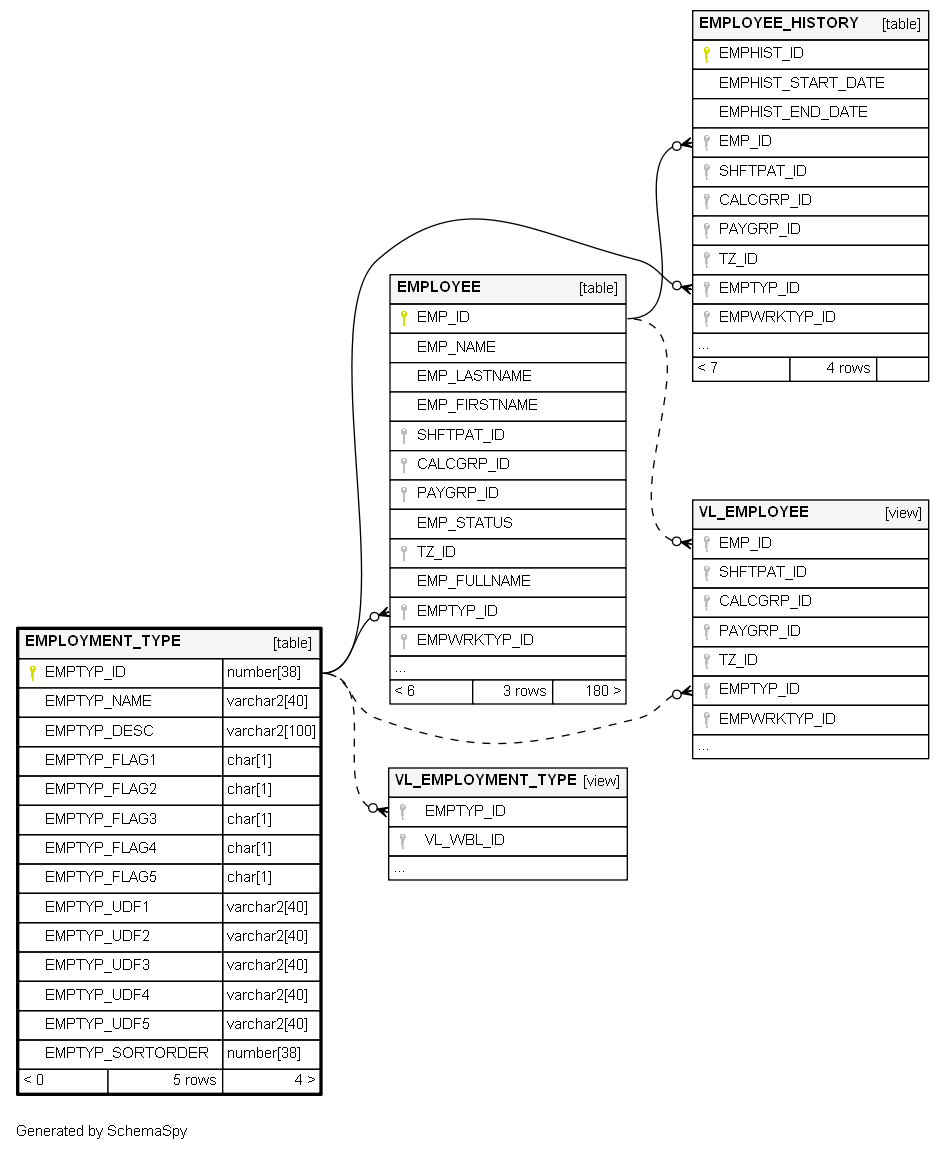 EMPLOYEE_HISTORY [table]
EMPHIST_ID
EMPHIST_START_DATE
EMPHIST_END_DATE
EMP_ID
SHFTPAT_ID
CALCGRP_ID
PAYGRP_ID
TZ_ID
EMPTYP_ID
EMPWRKTYP_ID
...
< 7 4 rows
EMPLOYEE [table]
EMP_ID
EMP_NAME
EMP_LASTNAME
EMP_FIRSTNAME
SHFTPAT_ID
CALCGRP_ID
PAYGRP_ID
EMP_STATUS
TZ_ID
EMP_FULLNAME
EMPTYP_ID
EMPWRKTYP_ID
...
< 6 3 rows 180 >
VL_EMPLOYEE [view]
EMP_ID
SHFTPAT_ID
CALCGRP_ID
PAYGRP_ID
TZ_ID
EMPTYP_ID
EMPWRKTYP_ID
...
EMPLOYMENT_TYPE [table]
EMPTYP_ID number[38]
EMPTYP_NAME varchar2[40]
EMPTYP_DESC varchar2[100]
EMPTYP_FLAG1 char[1]
EMPTYP_FLAG2 char[1]
EMPTYP_FLAG3 char[1]
EMPTYP_FLAG4 char[1]
EMPTYP_FLAG5 char[1]
EMPTYP_UDF1 varchar2[40]
EMPTYP_UDF2 varchar2[40]
EMPTYP_UDF3 varchar2[40]
EMPTYP_UDF4 varchar2[40]
EMPTYP_UDF5 varchar2[40]
EMPTYP_SORTORDER number[38]
< 0 5 rows 4 >
VL_EMPLOYMENT_TYPE [view]
EMPTYP_ID
VL_WBL_ID
...
Generated by SchemaSpy